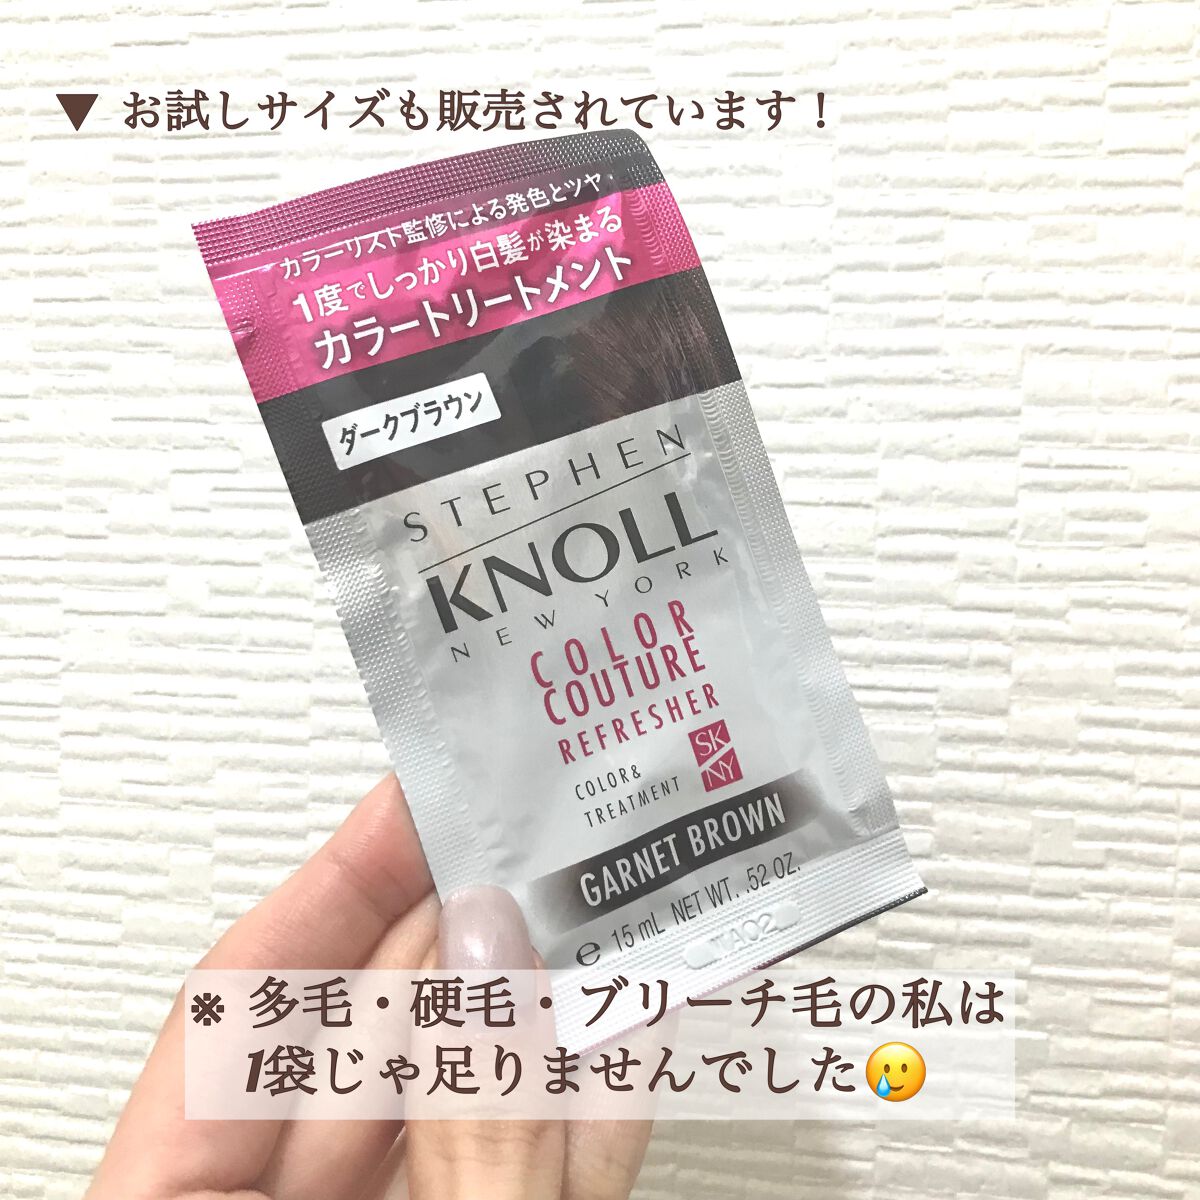 ▼ お試しサイズも販売されています！
カラーリスト監修による発色とツヤ
1度でしっかり白髪が染まる
カラートリートメント
ダークブラウン
STEPHEN
KNOLL
NEW YORK
COLOR
COUTURE
REFRESHER
COLOR&
TREATMENT
SK
NY
GARNET BROWN
e 15mL NET WT. .52 OZ.
※ 多毛・硬毛・ブリーチ毛の私は
1袋じゃ足りませんでした🥲